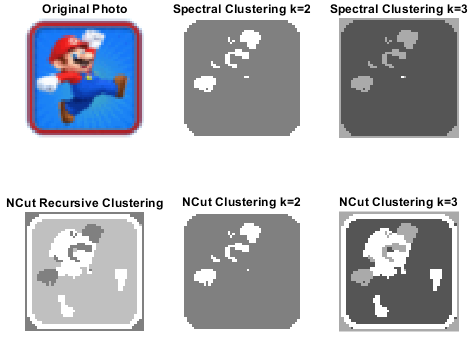 Original Photo
Spectral Clustering k=2
Spectral Clustering k=3
NCut Recursive Clustering
NCut Clustering k=2
NCut Clustering k=3